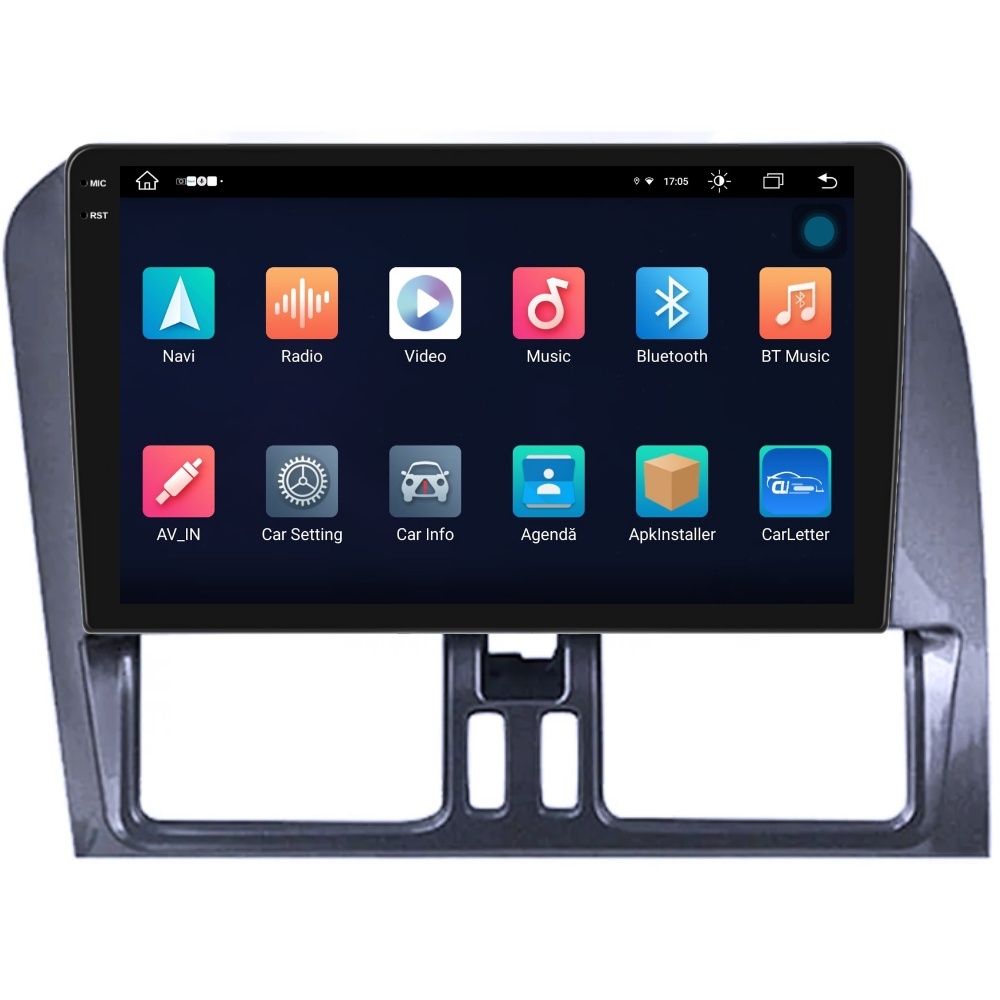 MIC
17:05
RST
Navi
Radio
Video
Music
Bluetooth
BT Music
AV_IN
Car Setting
Car Info
Agendă
ApkInstaller
CarLetter